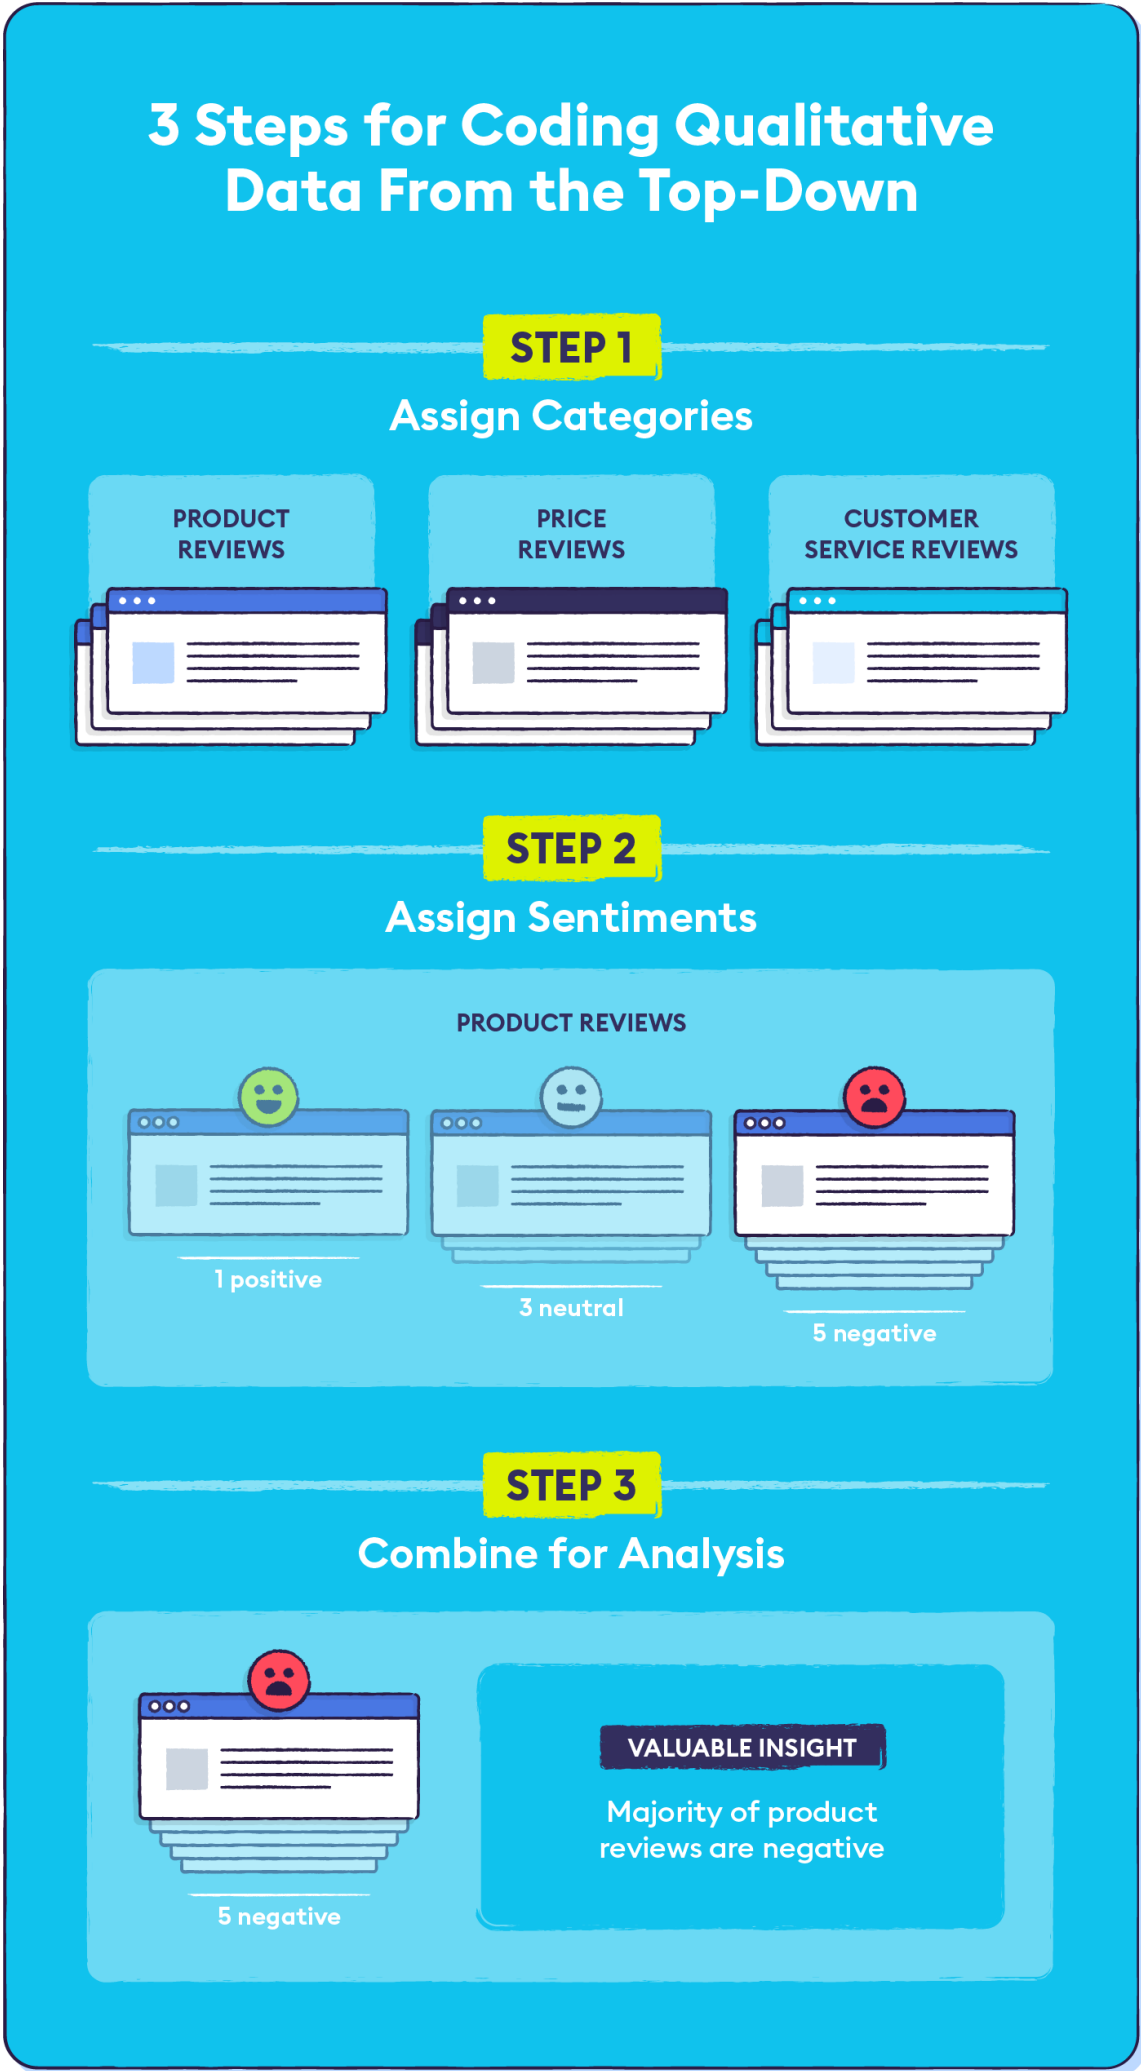 3 Steps for Coding Qualitative
Data From the Top-Down
STEP 1
Assign Categories
PRODUCT
REVIEWS
PRICE
REVIEWS
CUSTOMER
SERVICE REVIEWS
STEP 2
Assign Sentiments
PRODUCT REVIEWS
1 positive
3 neutral
5 negative
STEP 3
Combine for Analysis
5 negative
VALUABLE INSIGHT
Majority of product
reviews are negative